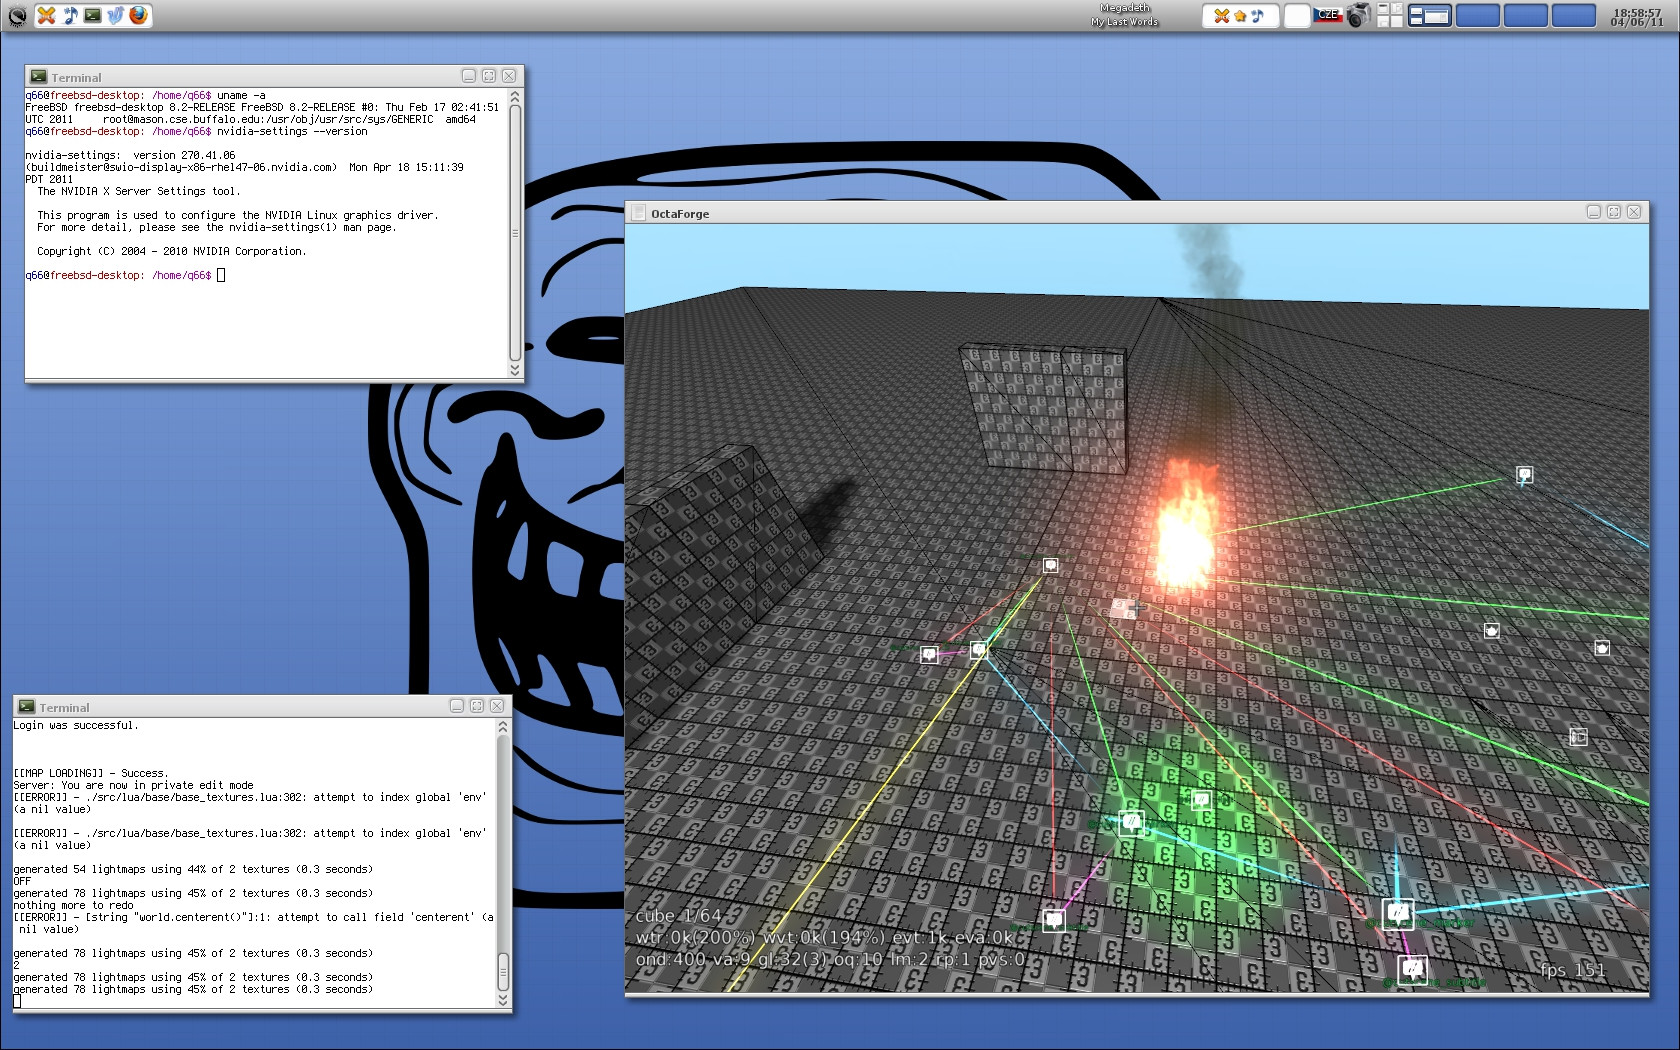 Megadeth
My Last Words
CZE
18:58:57
04/06/11
Terminal
q66@freebsd-desktop: /home/q66$ uname -a
FreeBSD freebsd-desktop 8.2-RELEASE FreeBSD 8.2-RELEASE #0: Thu Feb 17 02:41:51
UTC 2011     root@mason.cse.buffalo.edu:/usr/obj/usr/src/sys/GENERIC  amd64
q66@freebsd-desktop: /home/q66$ nvidia-settings --version
nvidia-settings:  version 270.41.06
(buildmeister@swio-display-x86-rhel47-06.nvidia.com)  Mon Apr 18 15:11:39
PDT 2011
The NVIDIA X Server Settings tool.
This program is used to configure the NVIDIA Linux graphics driver.
For more detail, please see the nvidia-settings(1) man page.
Copyright (C) 2004 - 2010 NVIDIA Corporation.
q66@freebsd-desktop: /home/q66$
OctaForge
cube 1/64
wtr:0k(200%) wvt:0k(194%) evt:1k eva:0k
ond:400 va:9 gl:32(3) oq:10 lm:2 rp:1 pvs:0
fps 151
Terminal
Login was successful.
[[MAP LOADING]] - Success.
Server: You are now in private edit mode
[[ERROR]] - ./src/lua/base/base_textures.lua:302: attempt to index global 'env'
(a nil value)
[[ERROR]] - ./src/lua/base/base_textures.lua:302: attempt to index global 'env'
(a nil value)
generated 54 lightmaps using 44% of 2 textures (0.3 seconds)
OFF
generated 78 lightmaps using 45% of 2 textures (0.3 seconds)
nothing more to redo
[[ERROR]] - [string "world.centerent()"]:1: attempt to call field 'centerent' (a
nil value)
generated 78 lightmaps using 45% of 2 textures (0.3 seconds)
2
generated 78 lightmaps using 45% of 2 textures (0.3 seconds)
generated 78 lightmaps using 45% of 2 textures (0.3 seconds)